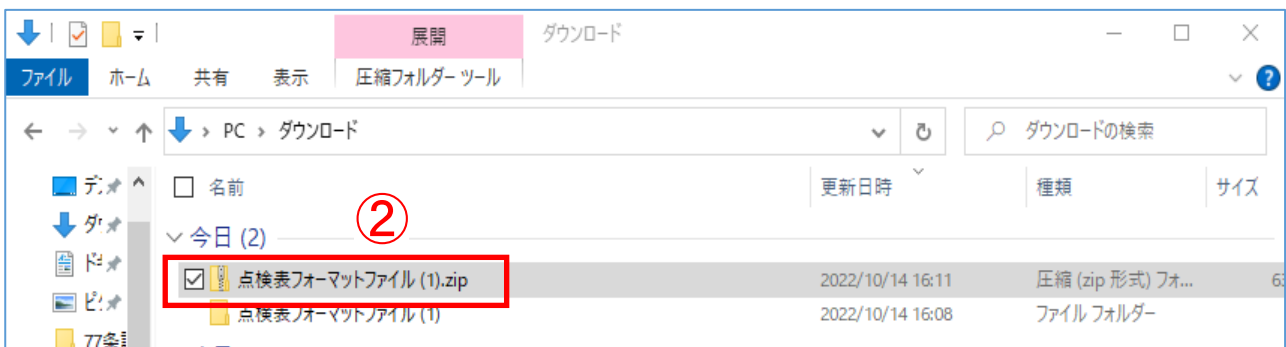 展開 ダウンロード
ファイル ホーム 共有 表示 圧縮フォルダー ツール
PC ダウンロード ダウンロードの検索
名前 更新日時 種類 サイズ
②
今日 (2)
点検表フォーマットファイル (1).zip 2022/10/14 16:11 圧縮 (zip 形式) フォ...
点検表フォーマットファイル (1) 2022/10/14 16:08 ファイル フォルダー